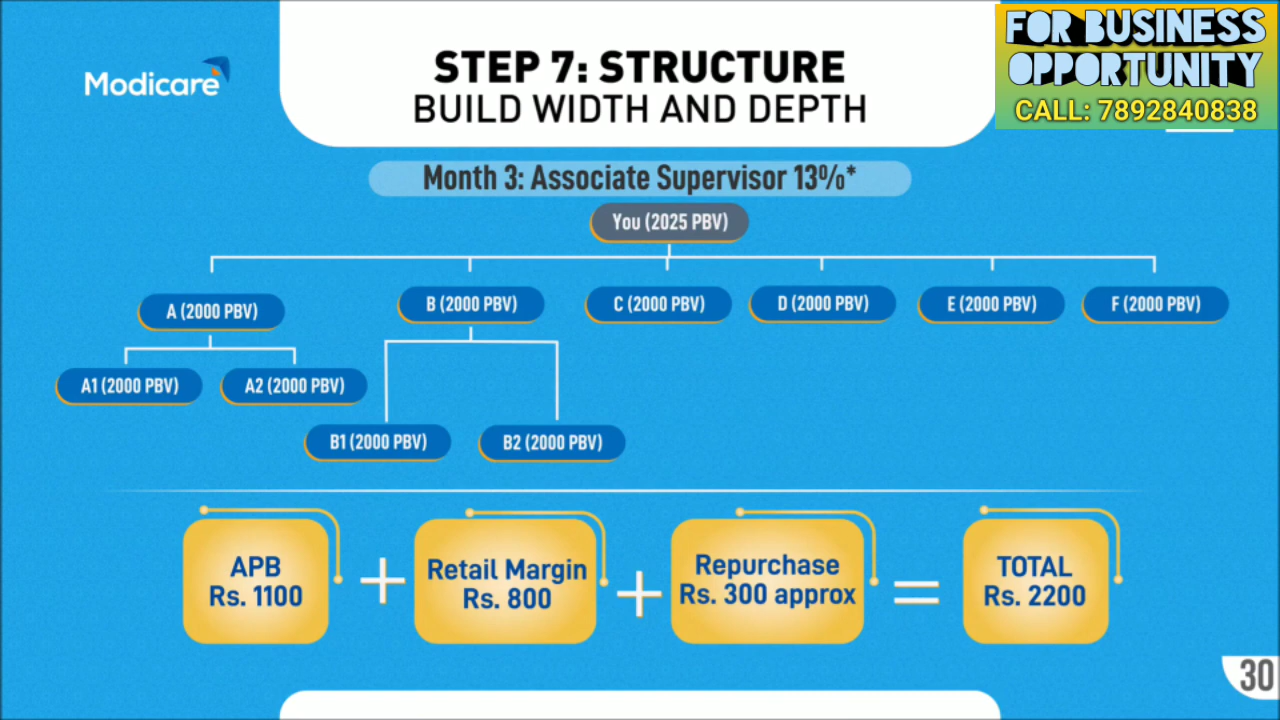 Modicare
STEP 7: STRUCTURE
BUILD WIDTH AND DEPTH
FOR BUSINESS
OPPORTUNITY
CALL: 7892840838
Month 3: Associate Supervisor 13%*
You (2025 PBV)
A (2000 PBV)
B (2000 PBV)
C (2000 PBV)
D (2000 PBV)
E (2000 PBV)
F (2000 PBV)
A1 (2000 PBV)
A2 (2000 PBV)
B1 (2000 PBV)
B2 (2000 PBV)
APB
Rs. 1100
+
Retail Margin
Rs. 800
+
Repurchase
Rs. 300 approx
=
TOTAL
Rs. 2200
30